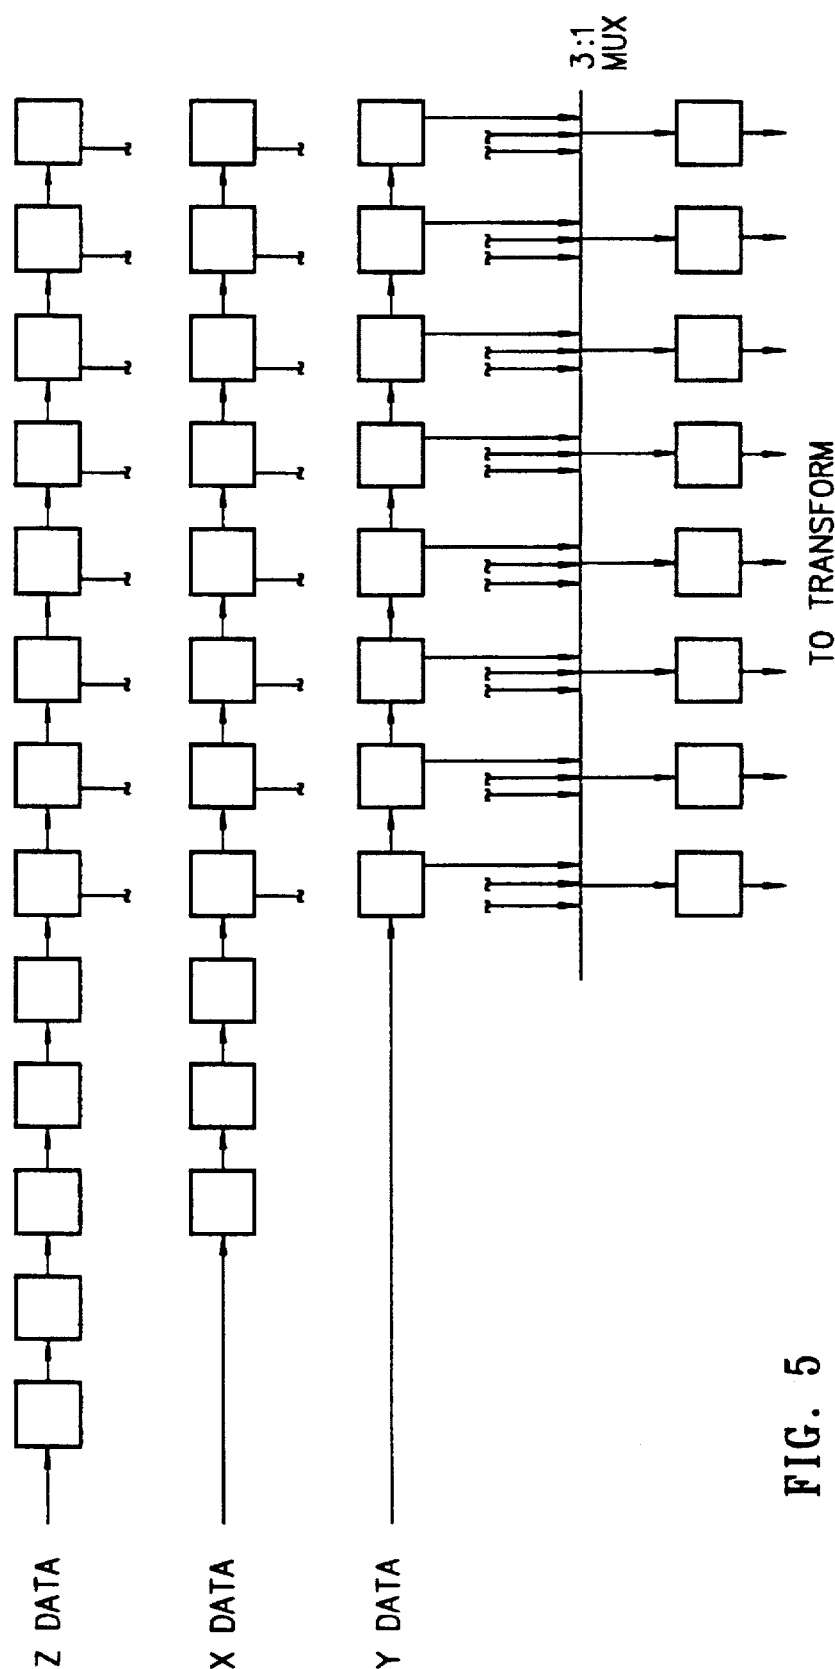 Z DATA
X DATA
Y DATA
3:1
MUX
TO TRANSFORM
FIG. 5